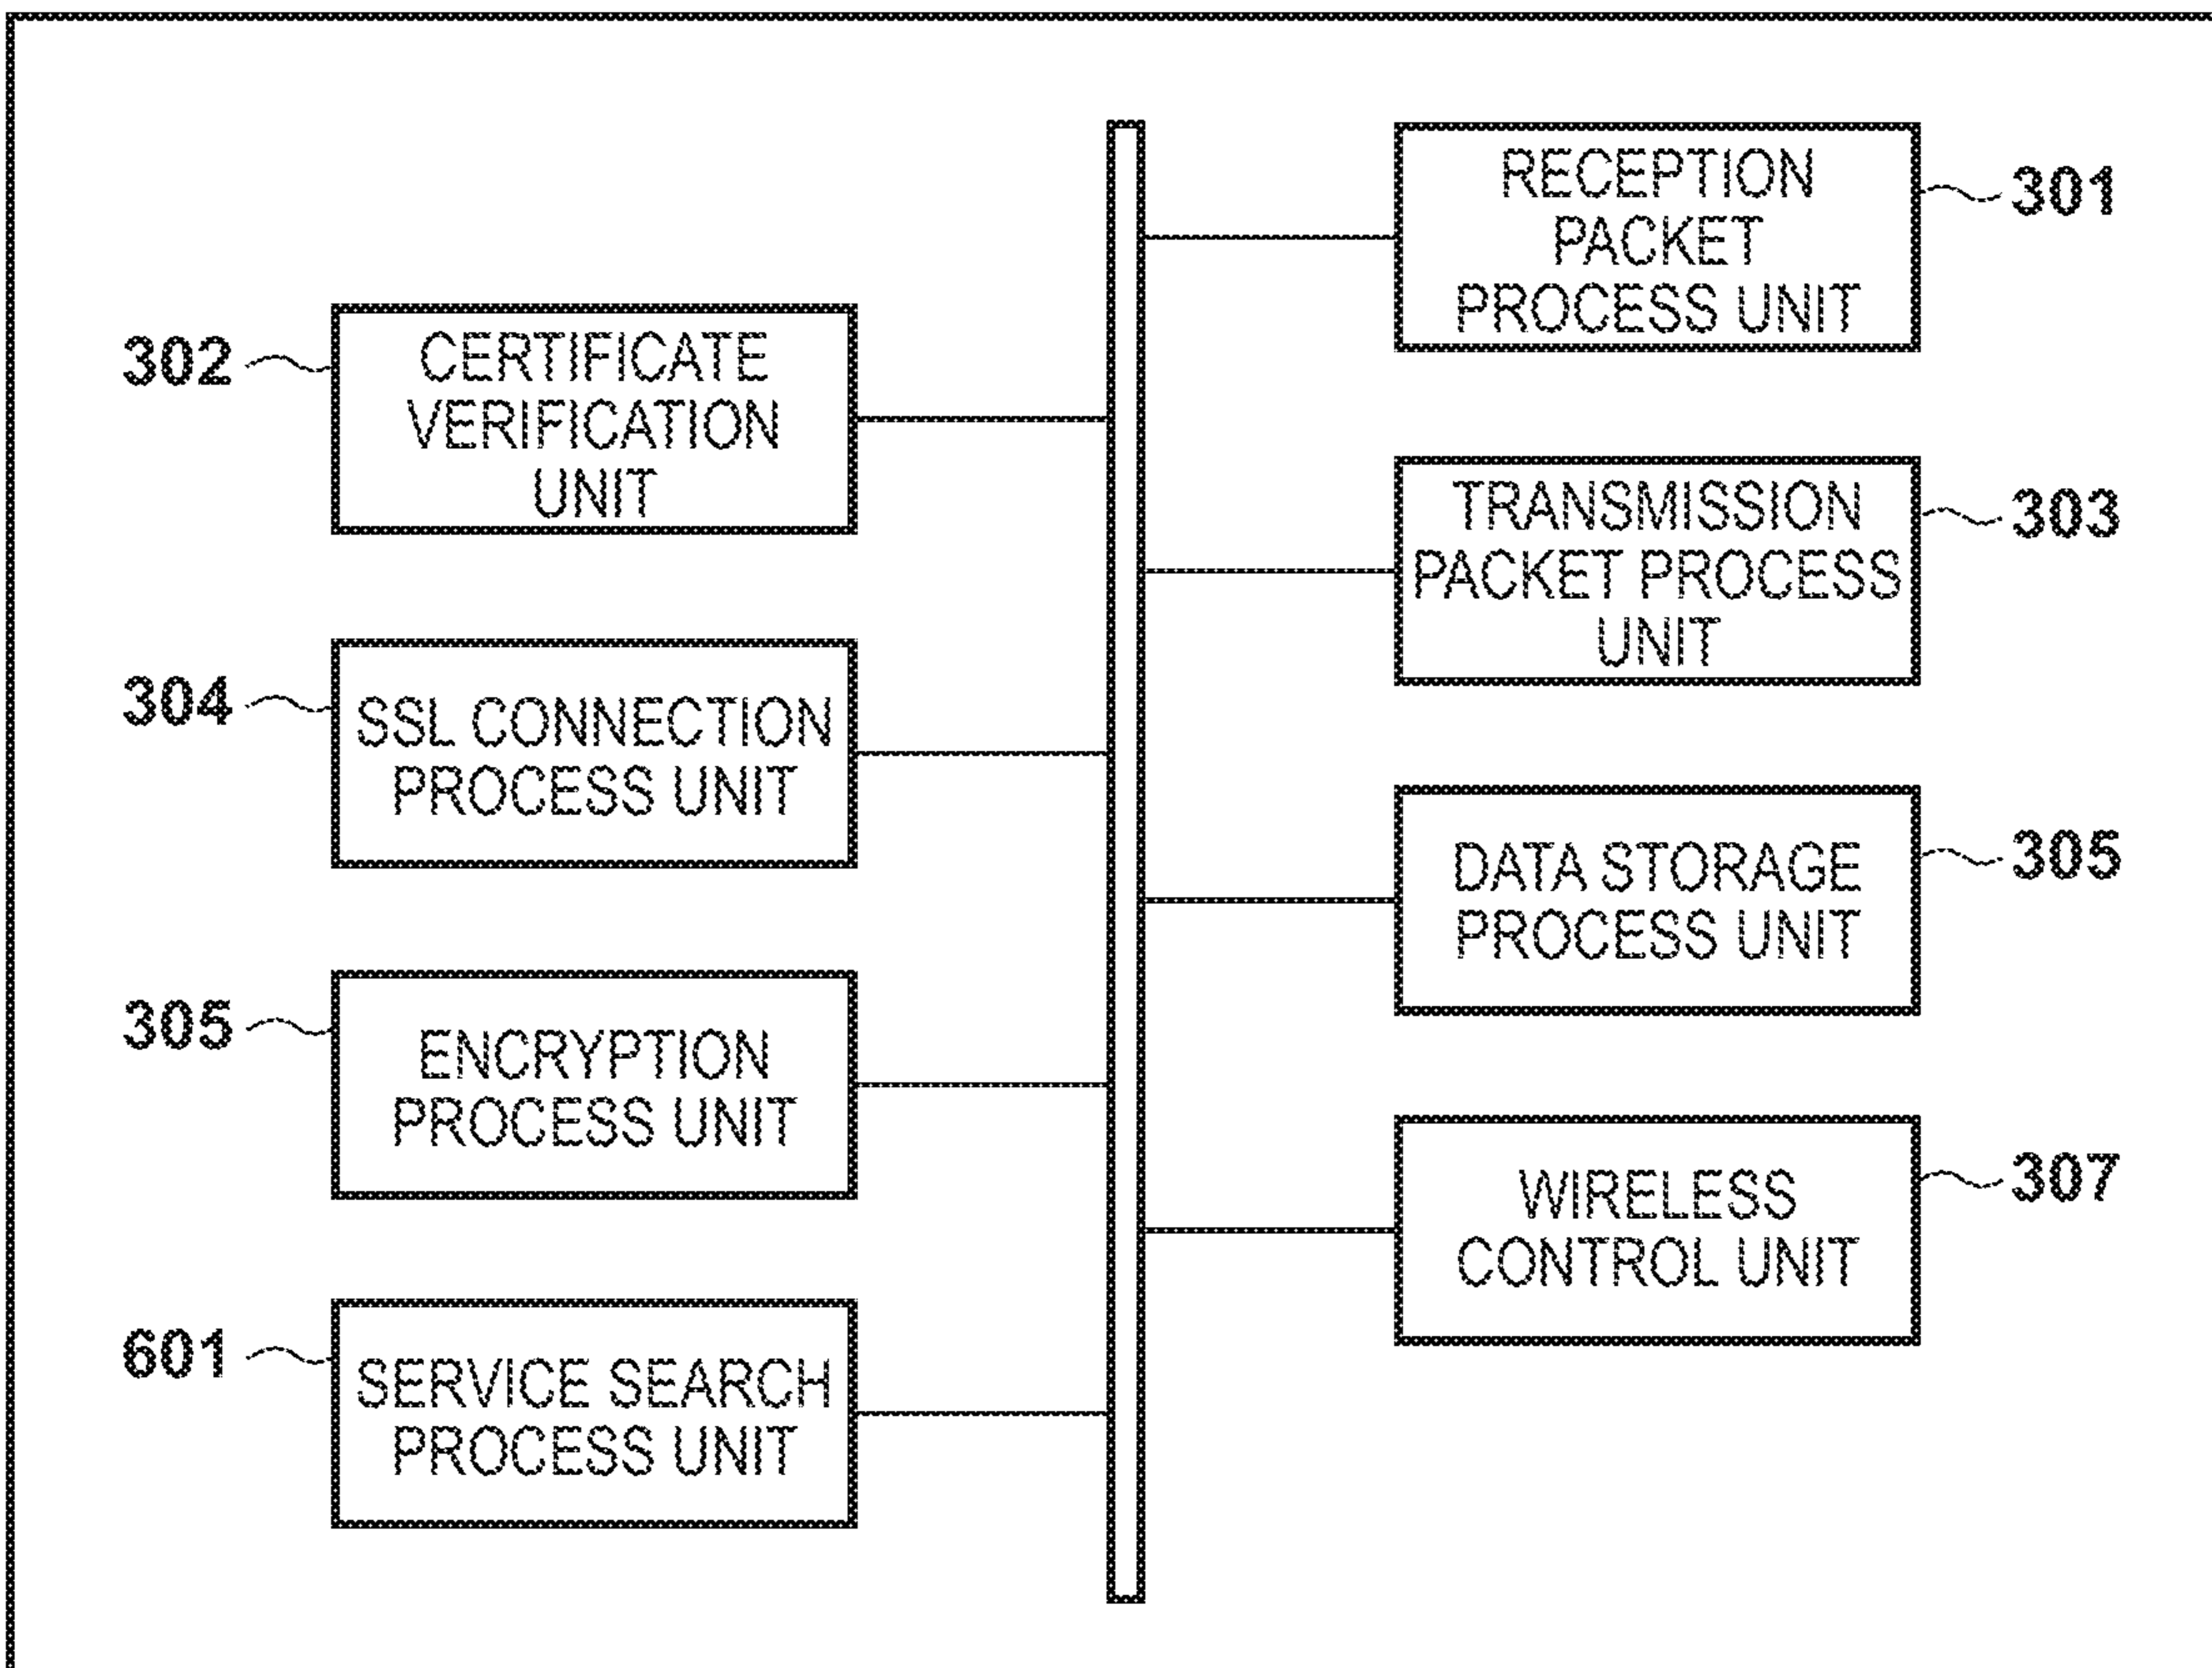 302
CERTIFICATE
VERIFICATION
UNIT
304
SSL CONNECTION
PROCESS UNIT
305
ENCRYPTION
PROCESS UNIT
601
SERVICE SEARCH
PROCESS UNIT
RECEPTION
PACKET
PROCESS UNIT
301
TRANSMISSION
PACKET PROCESS
UNIT
303
DATA STORAGE
PROCESS UNIT
305
WIRELESS
CONTROL UNIT
307